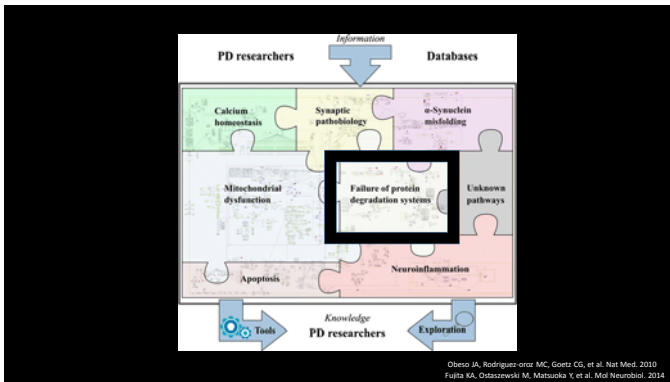 Information
PD researchers Databases
Calcium
homeostasis
Synaptic
pathobiology
α-Synuclein
misfolding
Mitochondrial
dysfunction
Failure of protein
degradation systems
Unknown
pathways
Apoptosis
Neuroinflammation
Tools
Knowledge
PD researchers
Exploration
Obeso JA, Rodriguez-oroz MC, Goetz CG, et al. Nat Med. 2010
Fujita KA, Ostaszewski M, Matsuoka Y, et al. Mol Neurobiol. 2014